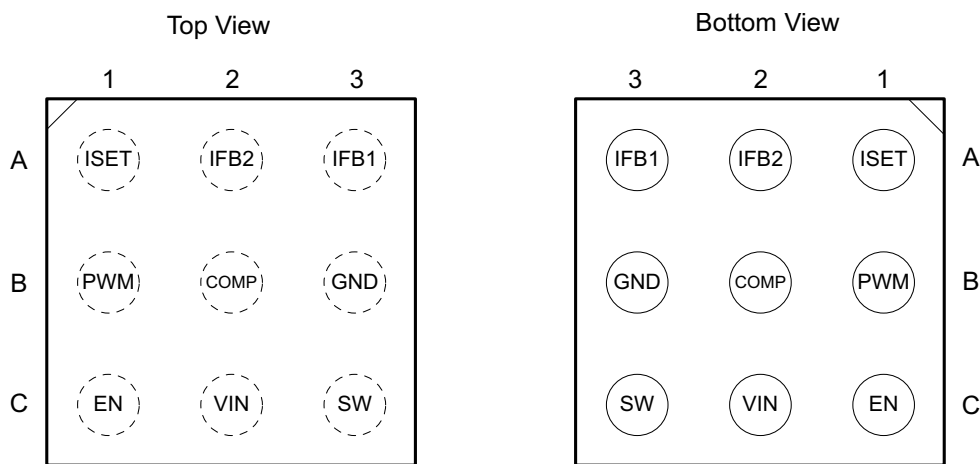 Top View
1 2 3
A ISET IFB2 IFB1
B PWM COMP GND
C EN VIN SW
Bottom View
3 2 1
IFB1 IFB2 ISET A
GND COMP PWM B
SW VIN EN C